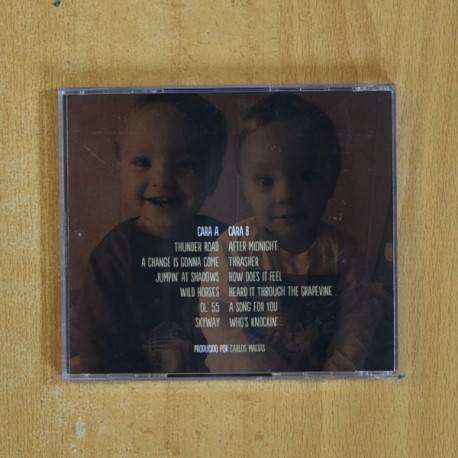 CARA A CARA B
THUNDER ROAD AFTER MIDNIGHT
A CHANGE IS GONNA COME THRASHER
JUMPIN' AT SHADOWS HOW DOES IT FEEL
WILD HORSES HEARD IT THROUGH THE GRAPEVINE
OL' 55 A SONG FOR YOU
SKYWAY WHO'S KNOCKIN'
PRODUCIDO POR CARLOS MACIAS